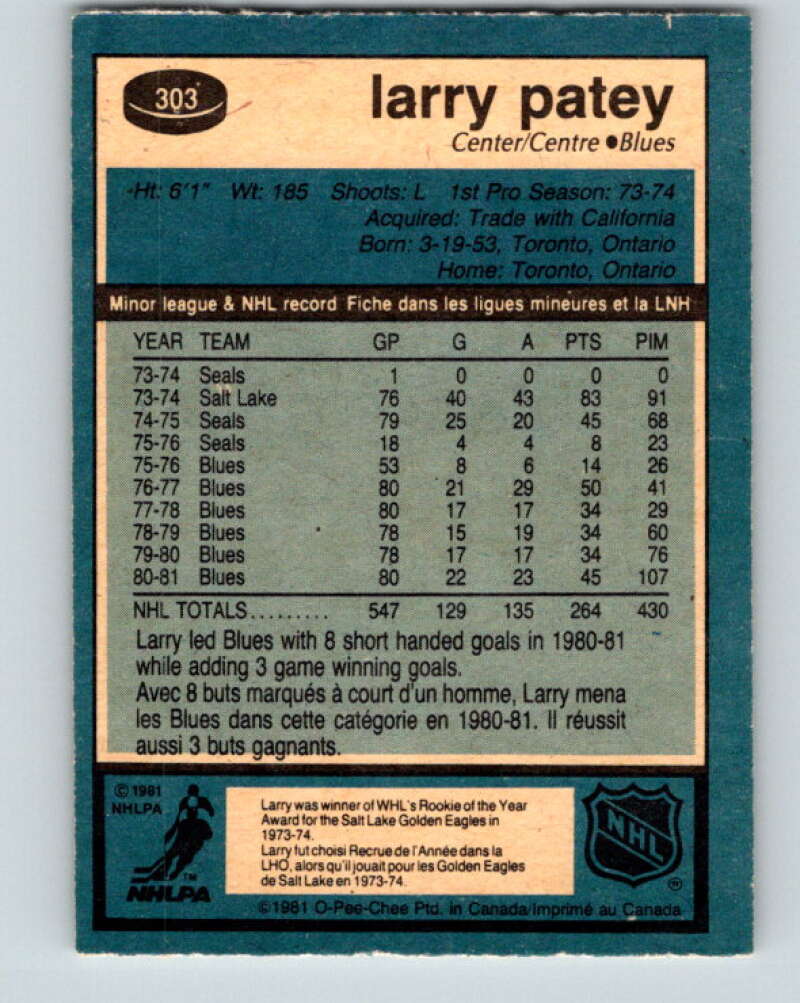 303
larry patey
Center/Centre ●Blues
Ht: 6'1" Wt: 185 Shoots: L 1st Pro Season: 73-74
Acquired: Trade with California
Born: 3-19-53, Toronto, Ontario
Home: Toronto, Ontario
Minor league & NHL record Fiche dans les ligues mineures et la LNH
YEAR TEAM GP G A PTS PIM
73-74 Seals 1 0 0 0 0
73-74 Salt Lake 76 40 43 83 91
74-75 Seals 79 25 20 45 68
75-76 Seals 18 4 4 8 23
75-76 Blues 53 8 6 14 26
76-77 Blues 80 21 29 50 41
77-78 Blues 80 17 17 34 29
78-79 Blues 78 15 19 34 60
79-80 Blues 78 17 17 34 76
80-81 Blues 80 22 23 45 107
NHL TOTALS......... 547 129 135 264 430
Larry led Blues with 8 short handed goals in 1980-81
while adding 3 game winning goals.
Avec 8 buts marqués à court d'un homme, Larry mena
les Blues dans cette catégorie en 1980-81. Il réussit
aussi 3 buts gagnants.
© 1981
NHLPA
TM
NHLPA
Larry was winner of WHL's Rookie of the Year
Award for the Salt Lake Golden Eagles in
1973-74.
Larry fut choisi Recrue de l'Année dans la
LHO, alors qu'il jouait pour les Golden Eagles
de Salt Lake en 1973-74.
NHL
©1981 O-Pee-Chee Ptd. in Canada/Imprimé au Canada